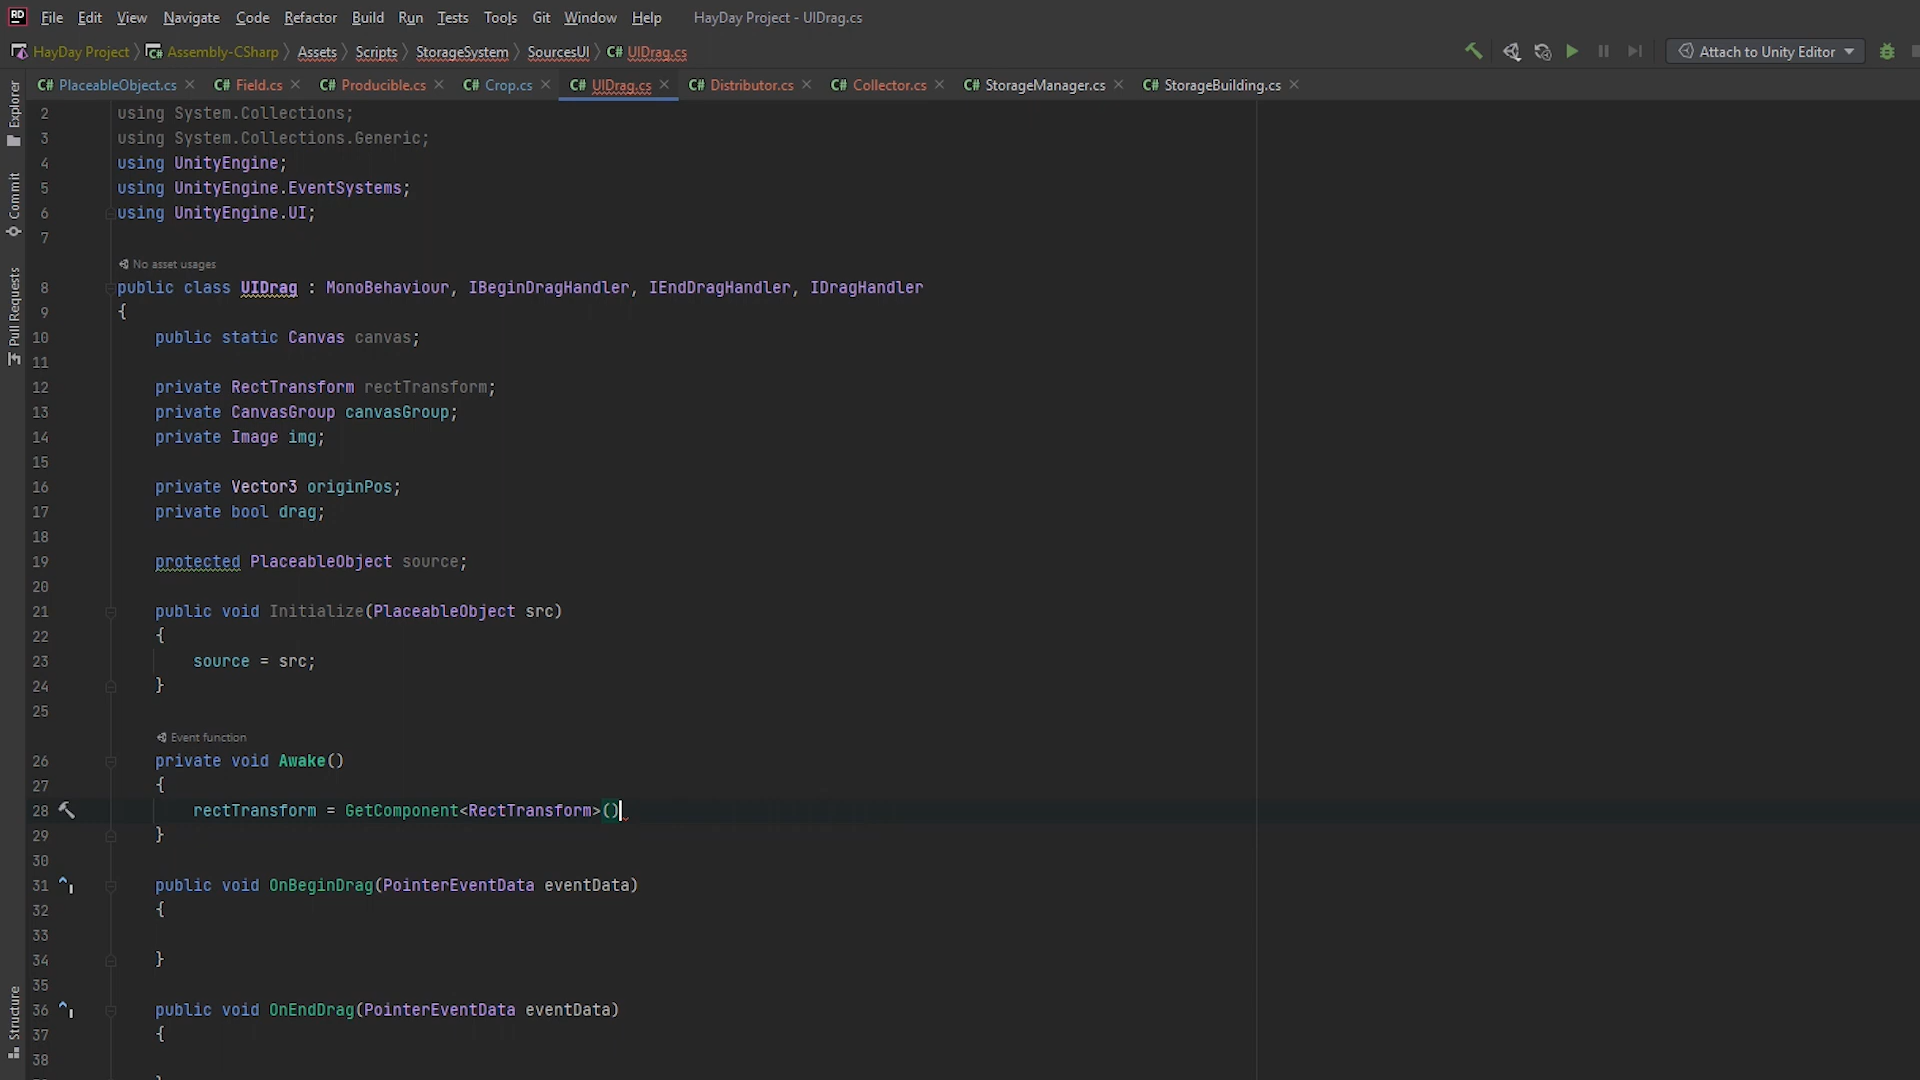 RD File Edit View Navigate Code Refactor Build Run Tests Tools Git Window Help HayDay Project - UIDrag.cs
HayDay Project Assembly-CSharp Assets Scripts StorageSystem SourcesUI C# UIDrag.cs Attach to Unity Editor
C# PlaceableObject.cs C# Field.cs C# Producible.cs C# Crop.cs C# UIDrag.cs C# Distributor.cs C# Collector.cs C# StorageManager.cs C# StorageBuilding.cs
Explorer
Commit
Pull Requests
Structure
2 using System.Collections;
3 using System.Collections.Generic;
4 using UnityEngine;
5 using UnityEngine.EventSystems;
6 using UnityEngine.UI;
7
No asset usages
8 public class UIDrag : MonoBehaviour, IBeginDragHandler, IEndDragHandler, IDragHandler
9 {
10 public static Canvas canvas;
11
12 private RectTransform rectTransform;
13 private CanvasGroup canvasGroup;
14 private Image img;
15
16 private Vector3 originPos;
17 private bool drag;
18
19 protected PlaceableObject source;
20
21 public void Initialize(PlaceableObject src)
22 {
23 source = src;
24 }
25
Event function
26 private void Awake()
27 {
28 rectTransform = GetComponent<RectTransform>()
29 }
30
31 public void OnBeginDrag(PointerEventData eventData)
32 {
33
34 }
35
36 public void OnEndDrag(PointerEventData eventData)
37 {
38